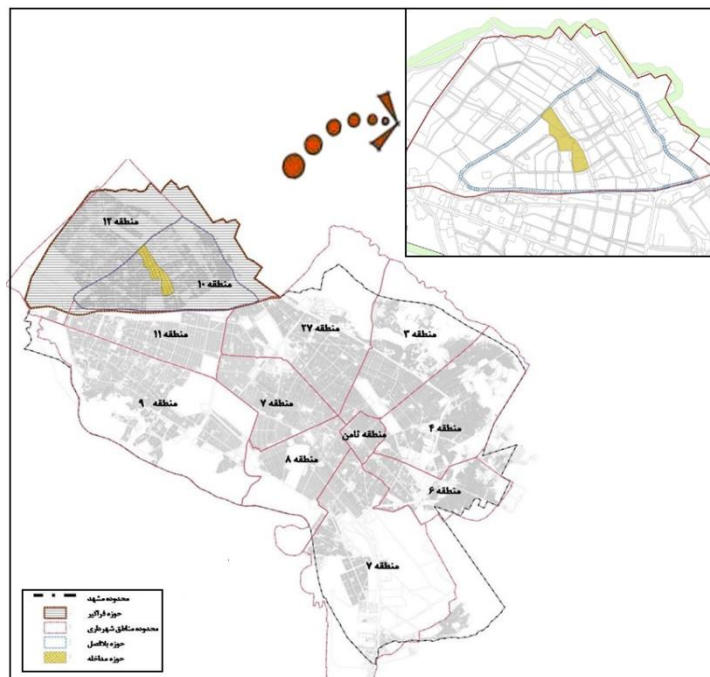 منطقه ۱۲
منطقه ۱۰
منطقه ۱۱
منطقه ۲۷
منطقه ۳
منطقه ۹
منطقه ۷
منطقه ثامن
منطقه ۴
منطقه ۸
منطقه ۶
منطقه ۷
محدوده مشهد
حوزه فراگیر
محدوده مناطق شهرداری
حوزه بلافصل
حوزه مداخله